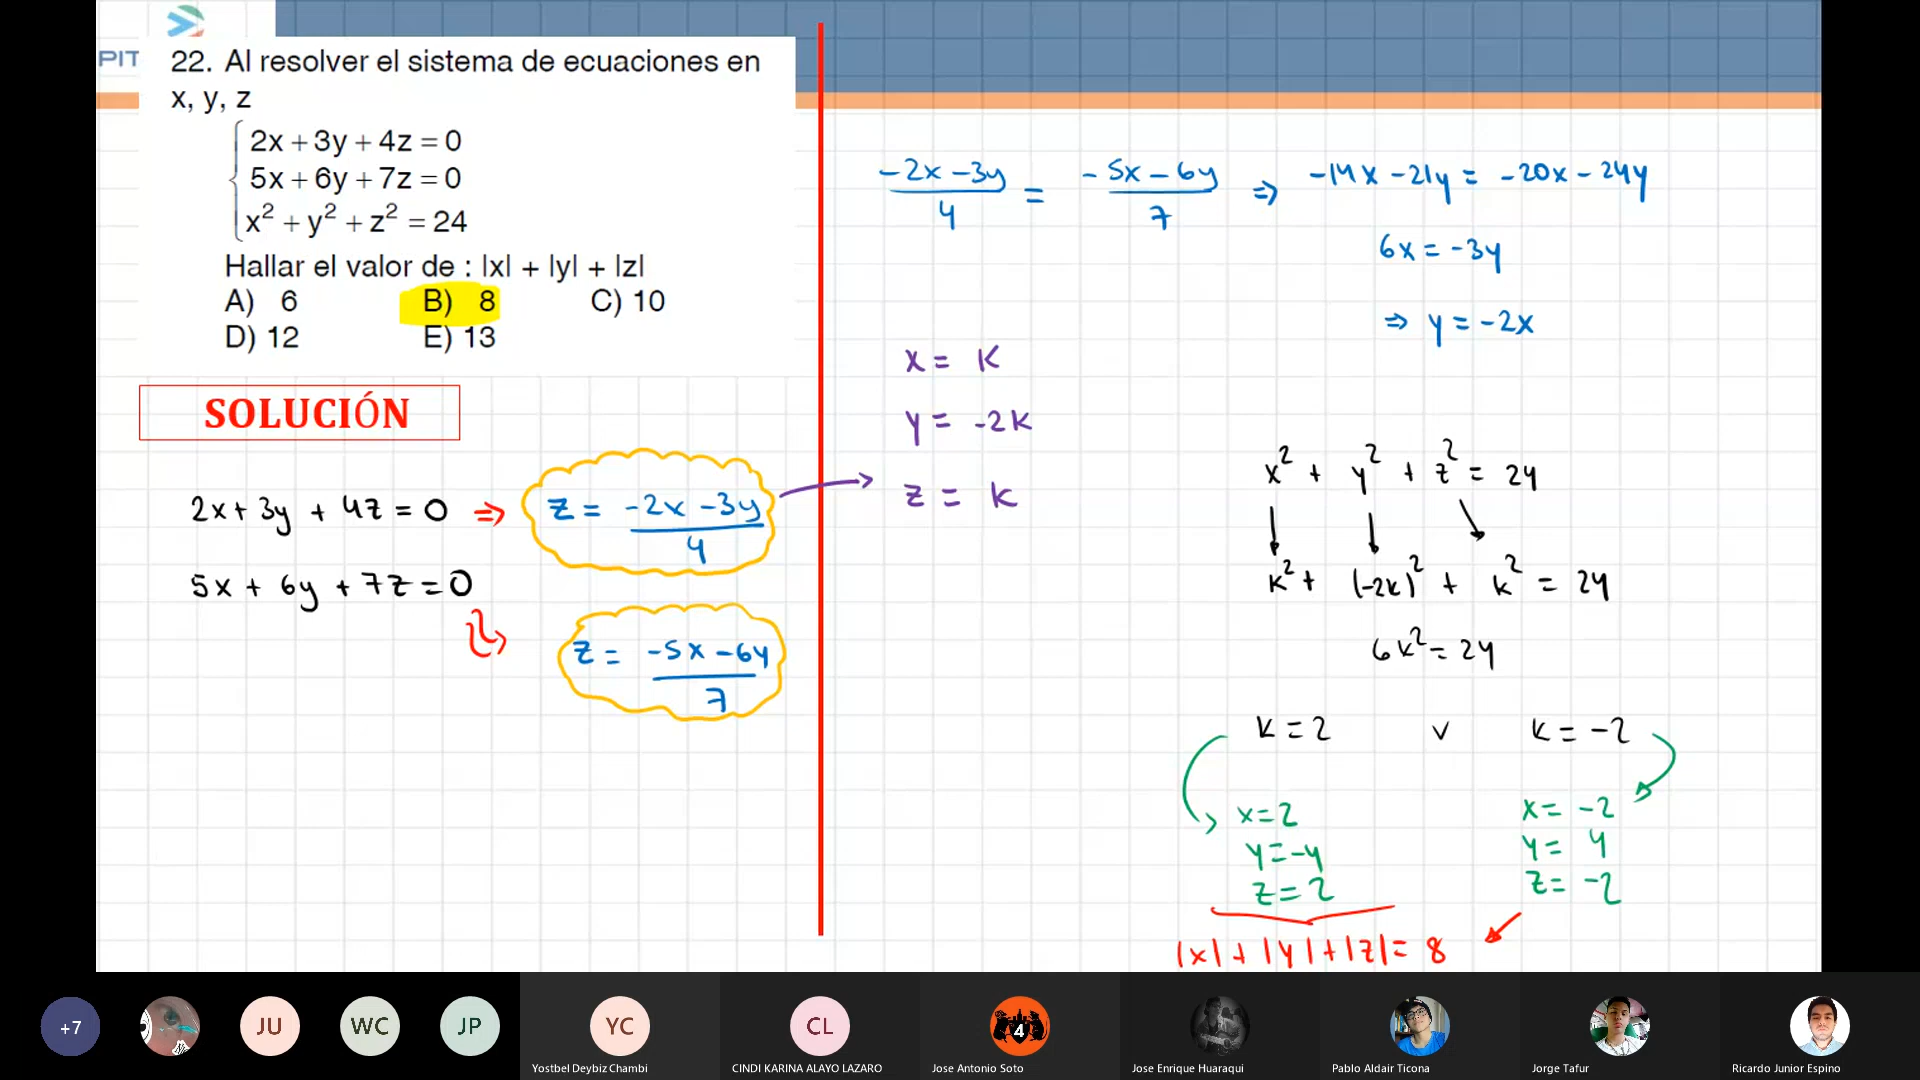 PIT
22. Al resolver el sistema de ecuaciones en
x, y, z
2x + 3y + 4z = 0
5x + 6y + 7z = 0
x² + y² + z² = 24
Hallar el valor de : |x| + |y| + |z|
A) 6 B) 8 C) 10
D) 12 E) 13
SOLUCIÓN
2x + 3y + 4z = 0 ⇒ z = (-2x - 3y)/4
5x + 6y + 7z = 0
z = (-5x - 6y)/7
(-2x - 3y)/4 = (-5x - 6y)/7 ⇒ -14x - 21y = -20x - 24y
6x = -3y
⇒ y = -2x
x = k
y = -2k
z = k
x² + y² + z² = 24
k² + (-2k)² + k² = 24
6k² = 24
k = 2 v k = -2
x = 2
y = -4
z = 2
x = -2
y = 4
z = -2
|x| + |y| + |z| = 8
+7 JU WC JP YC CL 4
Yostbel Deybiz Chambi
CINDI KARINA ALAYO LAZARO
Jose Antonio Soto
Jose Enrique Huaraqui
Pablo Aldair Ticona
Jorge Tafur
Ricardo Junior Espino